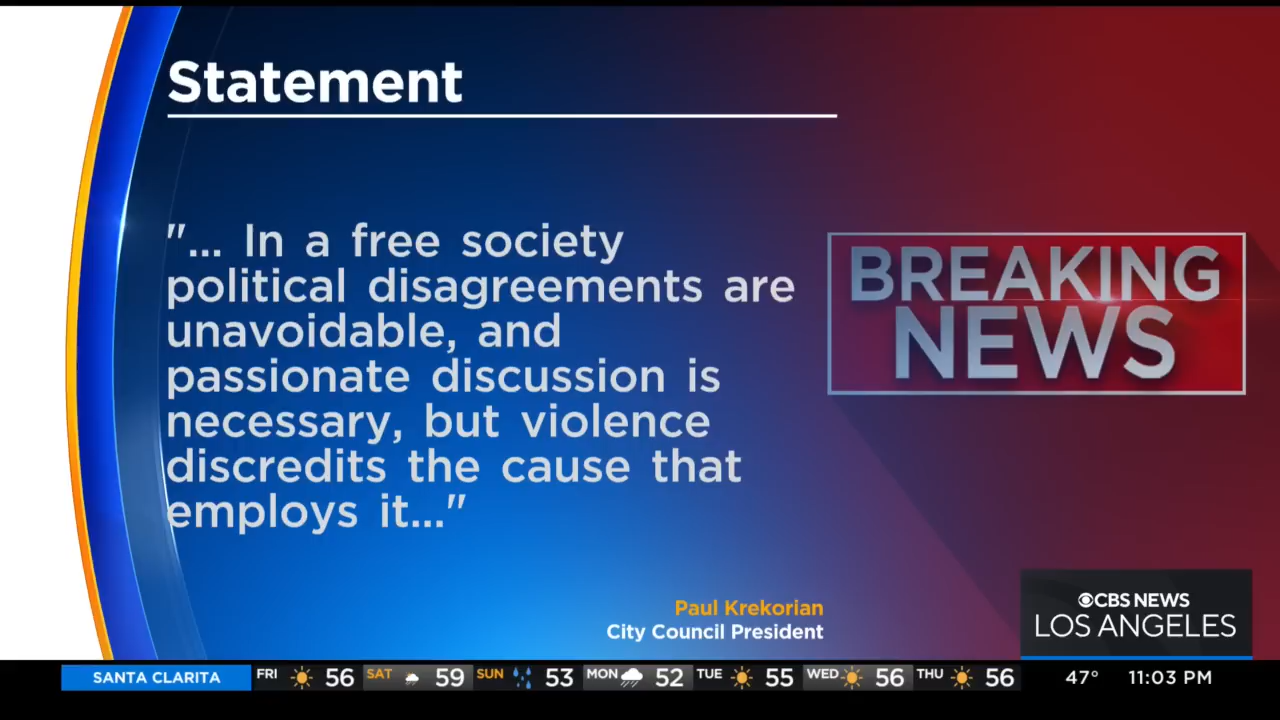 Statement
"... In a free society
political disagreements are
unavoidable, and
passionate discussion is
necessary, but violence
discredits the cause that
employs it..."
BREAKING
NEWS
Paul Krekorian
City Council President
CBS NEWS
LOS ANGELES
SANTA CLARITA FRI 56 SAT 59 SUN 53 MON 52 TUE 55 WED 56 THU 56 47° 11:03 PM